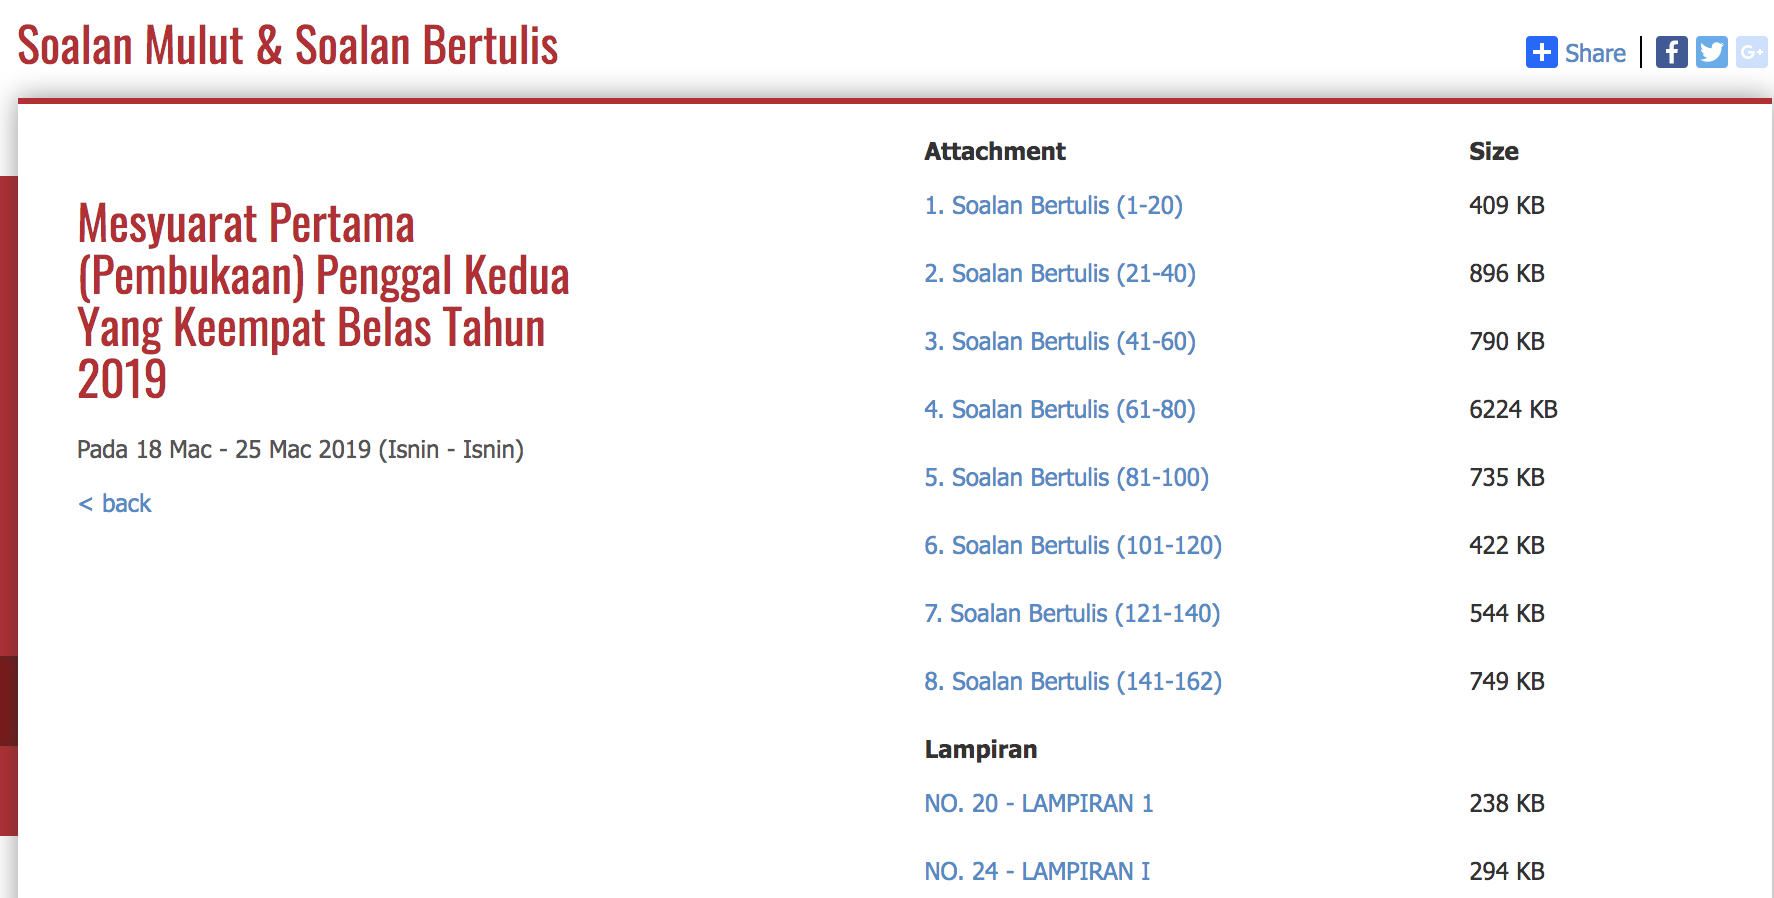 Soalan Mulut & Soalan Bertulis
Share
Mesyuarat Pertama
(Pembukaan) Penggal Kedua
Yang Keempat Belas Tahun
2019
Pada 18 Mac - 25 Mac 2019 (Isnin - Isnin)
< back
Attachment Size
1. Soalan Bertulis (1-20) 409 KB
2. Soalan Bertulis (21-40) 896 KB
3. Soalan Bertulis (41-60) 790 KB
4. Soalan Bertulis (61-80) 6224 KB
5. Soalan Bertulis (81-100) 735 KB
6. Soalan Bertulis (101-120) 422 KB
7. Soalan Bertulis (121-140) 544 KB
8. Soalan Bertulis (141-162) 749 KB
Lampiran
NO. 20 - LAMPIRAN 1 238 KB
NO. 24 - LAMPIRAN I 294 KB